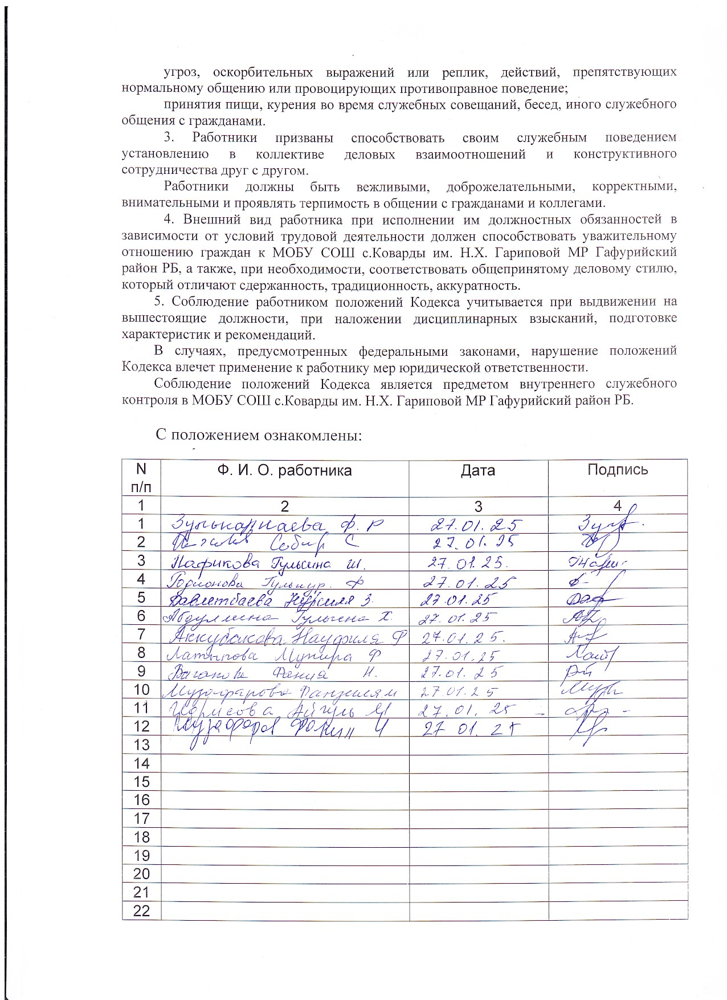 угроз, оскорбительных выражений или реплик, действий, препятствующих
нормальному общению или провоцирующих противоправное поведение;
принятия пищи, курения во время служебных совещаний, бесед, иного служебного
общения с гражданами.
3. Работники призваны способствовать своим служебным поведением
установлению в коллективе деловых взаимоотношений и конструктивного
сотрудничества друг с другом.
Работники должны быть вежливыми, доброжелательными, корректными,
внимательными и проявлять терпимость в общении с гражданами и коллегами.
4. Внешний вид работника при исполнении им должностных обязанностей в
зависимости от условий трудовой деятельности должен способствовать уважительному
отношению граждан к МОБУ СОШ с.Коварды им. Н.Х. Гариповой МР Гафурийский
район РБ, а также, при необходимости, соответствовать общепринятому деловому стилю,
который отличают сдержанность, традиционность, аккуратность.
5. Соблюдение работником положений Кодекса учитывается при выдвижении на
вышестоящие должности, при наложении дисциплинарных взысканий, подготовке
характеристик и рекомендаций.
В случаях, предусмотренных федеральными законами, нарушение положений
Кодекса влечет применение к работнику мер юридической ответственности.
Соблюдение положений Кодекса является предметом внутреннего служебного
контроля в МОБУ СОШ с.Коварды им. Н.Х. Гариповой МР Гафурийский район РБ.
С положением ознакомлены:
N п/п Ф. И. О. работника Дата Подпись
1 2 3 4
1 Зулькарнаева Ф. Р 27.01.25
2 С 27.01.25
3 Нафикова Гульсина Ш. 27.01.25.
4 Родионова Гульнур. Ф 27.01.25
5 Давлетбаева З. 27.01.25
6 Абдуллина Х. 27.01.25
7 Аккубакова Науфиля Ф 27.01.25.
8 Латыпова Мунира Ф 27.01.25
9 Фания Н. 27.01.25
10 Музафарова Фанзиля М 27.01.25
11 Идрисова Айгуль 27.01.25
12 Музафаров 27 01. 25
13
14
15
16
17
18
19
20
21
22